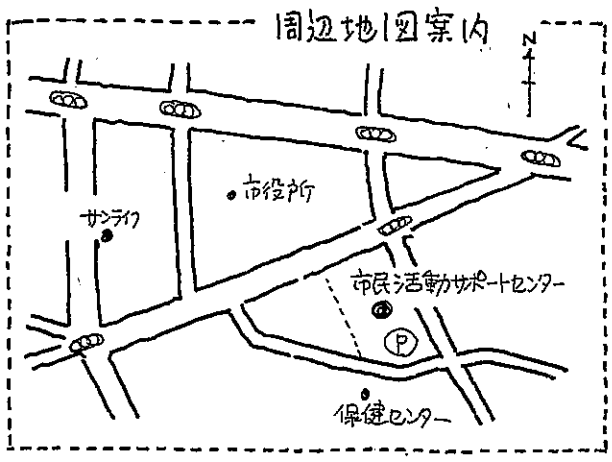 周辺地図案内
N
市役所
サンライフ
市民活動サポートセンター
P
保健センター